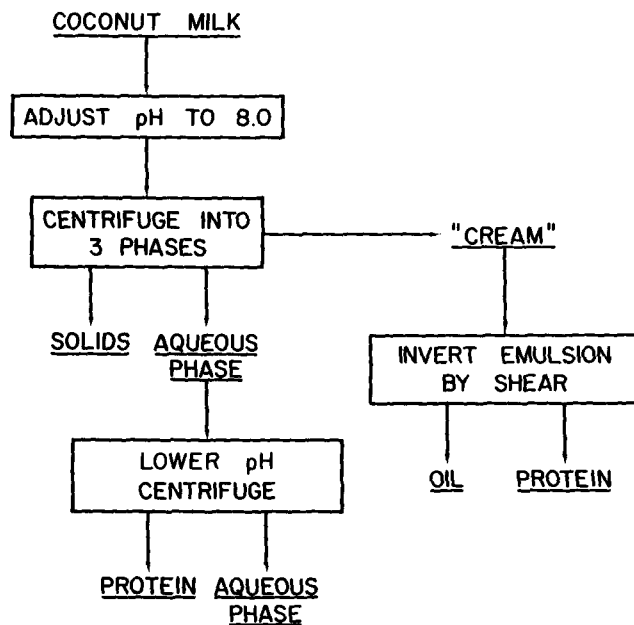 COCONUT MILK
ADJUST pH TO 8.0
CENTRIFUGE INTO
3 PHASES
"CREAM"
SOLIDS
AQUEOUS
PHASE
INVERT EMULSION
BY SHEAR
LOWER pH
CENTRIFUGE
OIL
PROTEIN
PROTEIN
AQUEOUS
PHASE